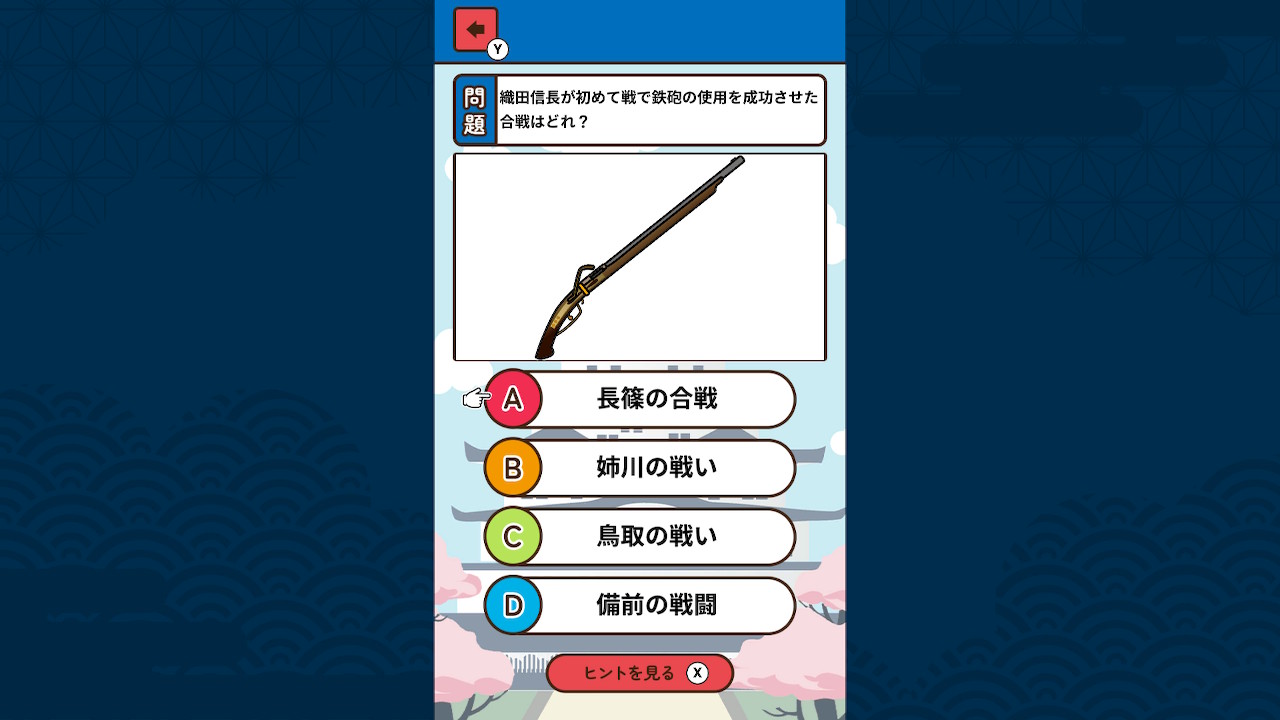 Y
問題
織田信長が初めて戦で鉄砲の使用を成功させた
合戦はどれ？
A 長篠の合戦
B 姉川の戦い
C 鳥取の戦い
D 備前の戦闘
ヒントを見る X